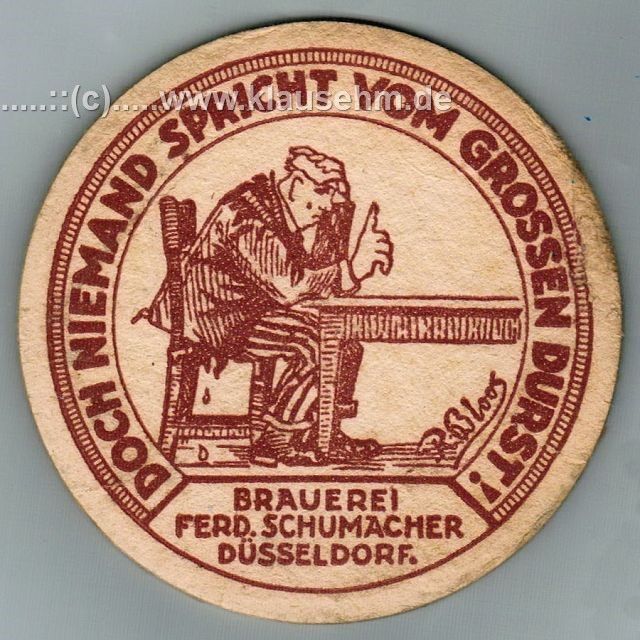 .....::(c)..... www.klausehm.de
DOCH NIEMAND SPRICHT VOM GROSSEN DURST!
BRAUEREI
FERD. SCHUMACHER
DÜSSELDORF.